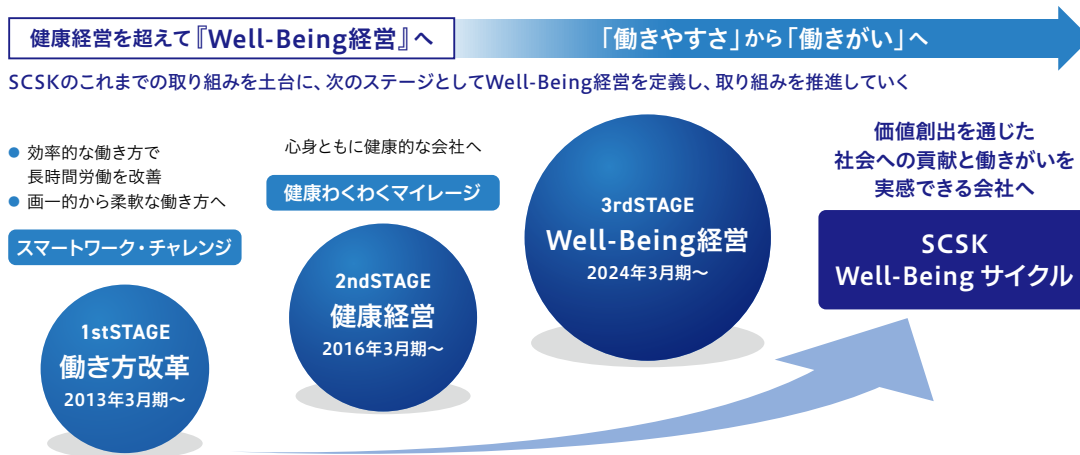 健康経営を超えて『Well-Being経営』へ
「働きやすさ」から「働きがい」へ
SCSKのこれまでの取り組みを土台に、次のステージとしてWell-Being経営を定義し、取り組みを推進していく
● 効率的な働き方で
長時間労働を改善
● 画一的から柔軟な働き方へ
スマートワーク・チャレンジ
1stSTAGE
働き方改革
2013年3月期～
心身ともに健康的な会社へ
健康わくわくマイレージ
2ndSTAGE
健康経営
2016年3月期～
3rdSTAGE
Well-Being経営
2024年3月期～
価値創出を通じた
社会への貢献と働きがいを
実感できる会社へ
SCSK
Well-Being サイクル